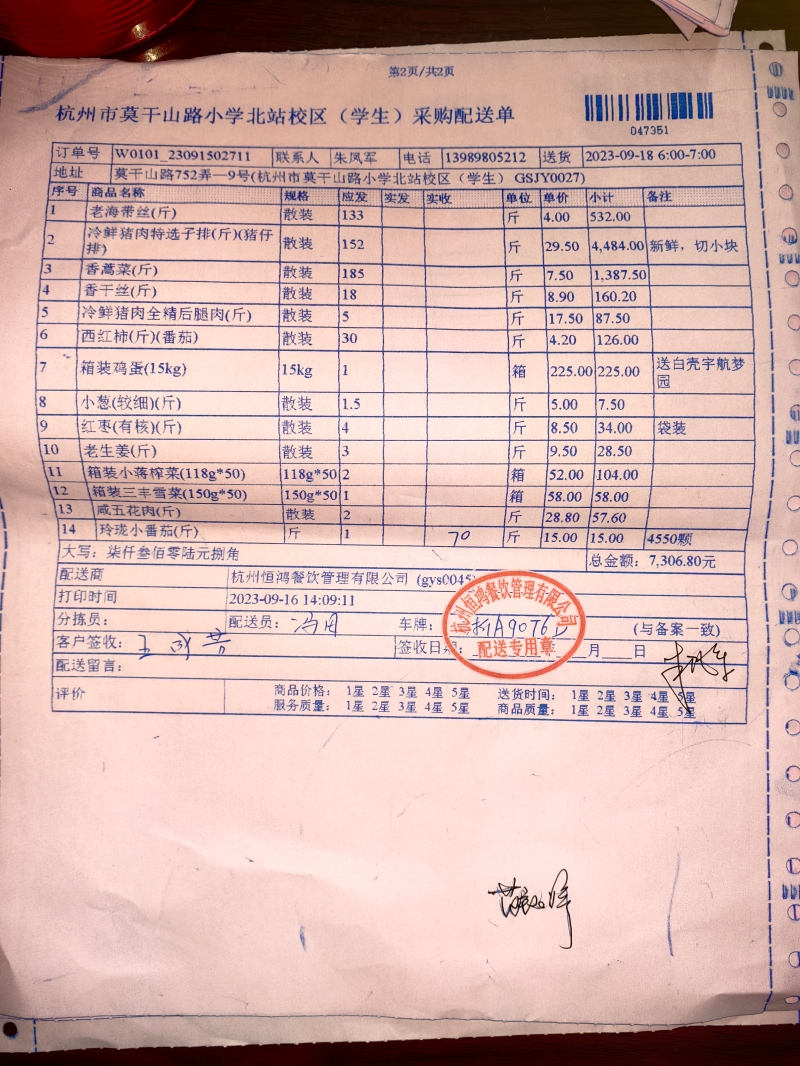 第2页/共2页
杭州市莫干山路小学北站校区（学生）采购配送单
047351
订单号 W0101_23091502711 联系人 朱凤军 电话 13989805212 送货 2023-09-18 6:00-7:00
地址 莫干山路752弄—9号(杭州市莫干山路小学北站校区（学生）GSJY0027)
序号 商品名称 规格 应发 实发 实收 单位 单价 小计 备注
1 老海带丝(斤) 散装 133 斤 4.00 532.00
2 冷鲜猪肉特选子排(斤)(猪仔排) 散装 152 斤 29.50 4,484.00 新鲜，切小块
3 香蒿菜(斤) 散装 185 斤 7.50 1,387.50
4 香干丝(斤) 散装 18 斤 8.90 160.20
5 冷鲜猪肉全精后腿肉(斤) 散装 5 斤 17.50 87.50
6 西红柿(斤)(番茄) 散装 30 斤 4.20 126.00
7 箱装鸡蛋(15kg) 15kg 1 箱 225.00 225.00 送白壳宇航梦园
8 小葱(较细)(斤) 散装 1.5 斤 5.00 7.50
9 红枣(有核)(斤) 散装 4 斤 8.50 34.00 袋装
10 老生姜(斤) 散装 3 斤 9.50 28.50
11 箱装小蒋榨菜(118g*50) 118g*50 2 箱 52.00 104.00
12 箱装三丰雪菜(150g*50) 150g*50 1 箱 58.00 58.00
13 咸五花肉(斤) 散装 2 斤 28.80 57.60
14 玲珑小番茄(斤) 斤 1 70 斤 15.00 15.00 4550颗
大写：柒仟叁佰零陆元捌角 总金额：7,306.80元
配送商 杭州恒鸿餐饮管理有限公司 (gys0045)
打印时间 2023-09-16 14:09:11
杭州恒鸿餐饮管理有限公司
配送专用章
分拣员： 配送员： 车牌： 浙A90T6D (与备案一致)
客户签收： 签收日期： 年 月 日
配送留言：
评价 商品价格： 1星 2星 3星 4星 5星 送货时间： 1星 2星 3星 4星 5星
服务质量： 1星 2星 3星 4星 5星 商品质量： 1星 2星 3星 4星 5星